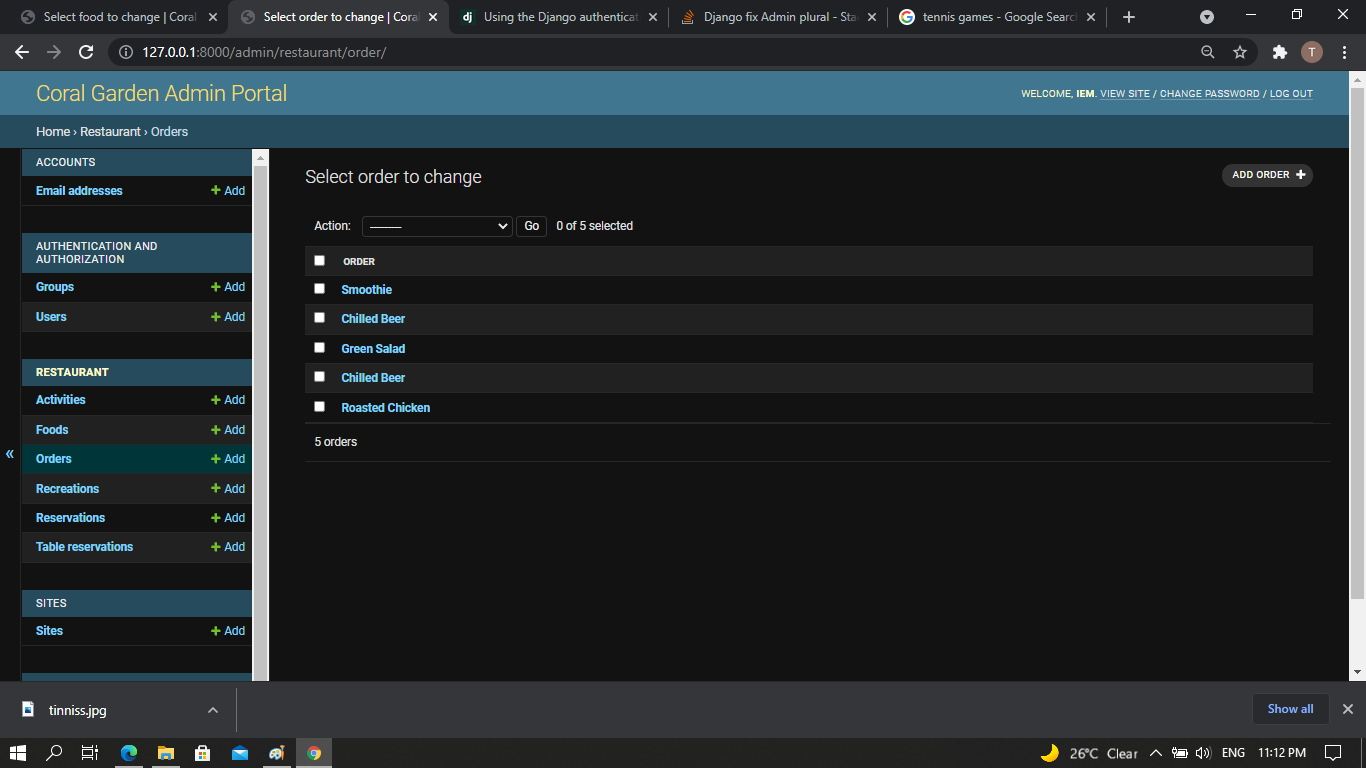 Select food to change | Coral
Select order to change | Coral
Using the Django authenticat
Django fix Admin plural - Sta
tennis games - Google Search
127.0.0.1:8000/admin/restaurant/order/
T
Coral Garden Admin Portal
WELCOME, IEM. VIEW SITE / CHANGE PASSWORD / LOG OUT
Home › Restaurant › Orders
ACCOUNTS
Email addresses + Add
AUTHENTICATION AND
AUTHORIZATION
Groups + Add
Users + Add
RESTAURANT
Activities + Add
Foods + Add
Orders + Add
Recreations + Add
Reservations + Add
Table reservations + Add
SITES
Sites + Add
«
Select order to change
ADD ORDER +
Action: --------- Go 0 of 5 selected
ORDER
Smoothie
Chilled Beer
Green Salad
Chilled Beer
Roasted Chicken
5 orders
tinniss.jpg
Show all
26°C Clear
ENG
11:12 PM